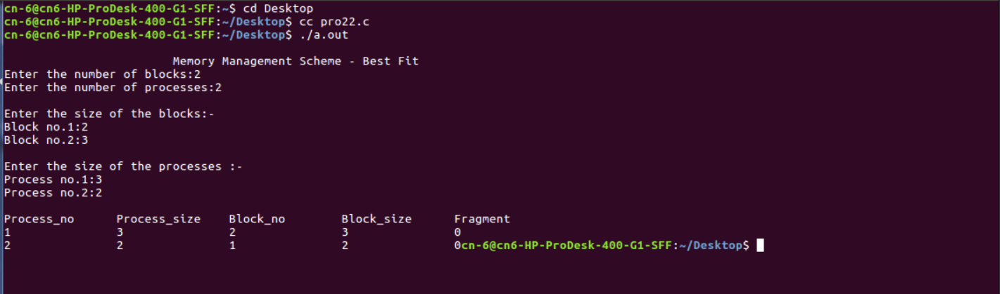 cn-6@cn6-HP-ProDesk-400-G1-SFF:~$ cd Desktop
cn-6@cn6-HP-ProDesk-400-G1-SFF:~/Desktop$ cc pro22.c
cn-6@cn6-HP-ProDesk-400-G1-SFF:~/Desktop$ ./a.out
Memory Management Scheme - Best Fit
Enter the number of blocks:2
Enter the number of processes:2
Enter the size of the blocks:-
Block no.1:2
Block no.2:3
Enter the size of the processes :-
Process no.1:3
Process no.2:2
Process_no Process_size Block_no Block_size Fragment
1 3 2 3 0
2 2 1 2 0cn-6@cn6-HP-ProDesk-400-G1-SFF:~/Desktop$